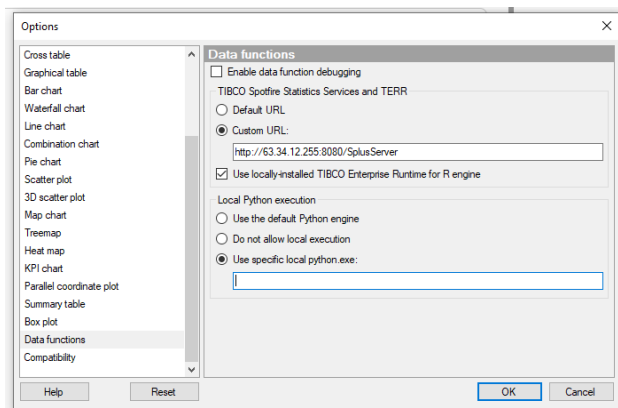 Options
Cross table
Graphical table
Bar chart
Waterfall chart
Line chart
Combination chart
Pie chart
Scatter plot
3D scatter plot
Map chart
Treemap
Heat map
KPI chart
Parallel coordinate plot
Summary table
Box plot
Data functions
Compatibility
Data functions
Enable data function debugging
TIBCO Spotfire Statistics Services and TERR
Default URL
Custom URL:
http://63.34.12.255:8080/SplusServer
Use locally-installed TIBCO Enterprise Runtime for R engine
Local Python execution
Use the default Python engine
Do not allow local execution
Use specific local python.exe:
Help
Reset
OK
Cancel